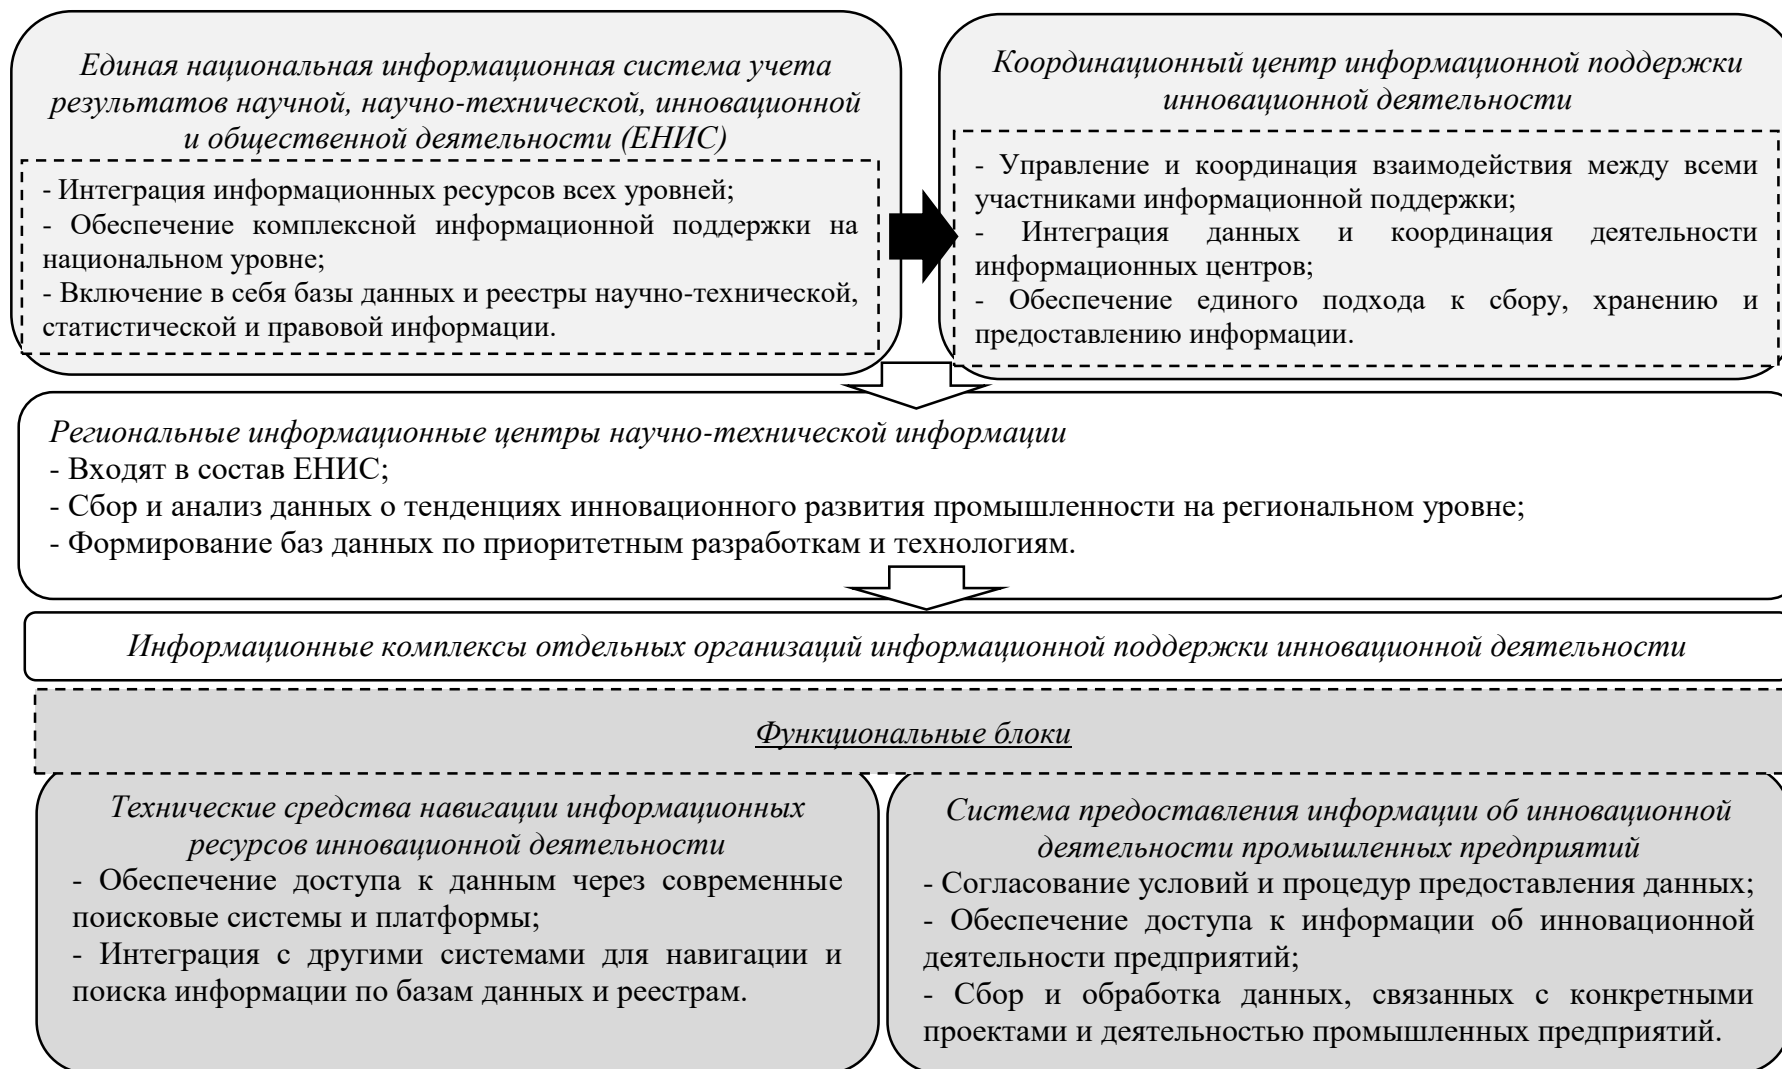 Единая национальная информационная система учета
результатов научной, научно-технической, инновационной
и общественной деятельности (ЕНИС)
- Интеграция информационных ресурсов всех уровней;
- Обеспечение комплексной информационной поддержки на
национальном уровне;
- Включение в себя базы данных и реестры научно-технической,
статистической и правовой информации.
Координационный центр информационной поддержки
инновационной деятельности
- Управление и координация взаимодействия между всеми
участниками информационной поддержки;
- Интеграция данных и координация деятельности
информационных центров;
- Обеспечение единого подхода к сбору, хранению и
предоставлению информации.
Региональные информационные центры научно-технической информации
- Входят в состав ЕНИС;
- Сбор и анализ данных о тенденциях инновационного развития промышленности на региональном уровне;
- Формирование баз данных по приоритетным разработкам и технологиям.
Информационные комплексы отдельных организаций информационной поддержки инновационной деятельности
Функциональные блоки
Технические средства навигации информационных
ресурсов инновационной деятельности
- Обеспечение доступа к данным через современные
поисковые системы и платформы;
- Интеграция с другими системами для навигации и
поиска информации по базам данных и реестрам.
Система предоставления информации об инновационной
деятельности промышленных предприятий
- Согласование условий и процедур предоставления данных;
- Обеспечение доступа к информации об инновационной
деятельности предприятий;
- Сбор и обработка данных, связанных с конкретными
проектами и деятельностью промышленных предприятий.